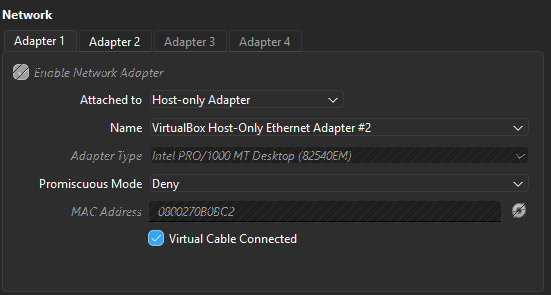 Network
Adapter 1 Adapter 2 Adapter 3 Adapter 4
Enable Network Adapter
Attached to Host-only Adapter
Name VirtualBox Host-Only Ethernet Adapter #2
Adapter Type Intel PRO/1000 MT Desktop (82540EM)
Promiscuous Mode Deny
MAC Address 0800270B0BC2
Virtual Cable Connected